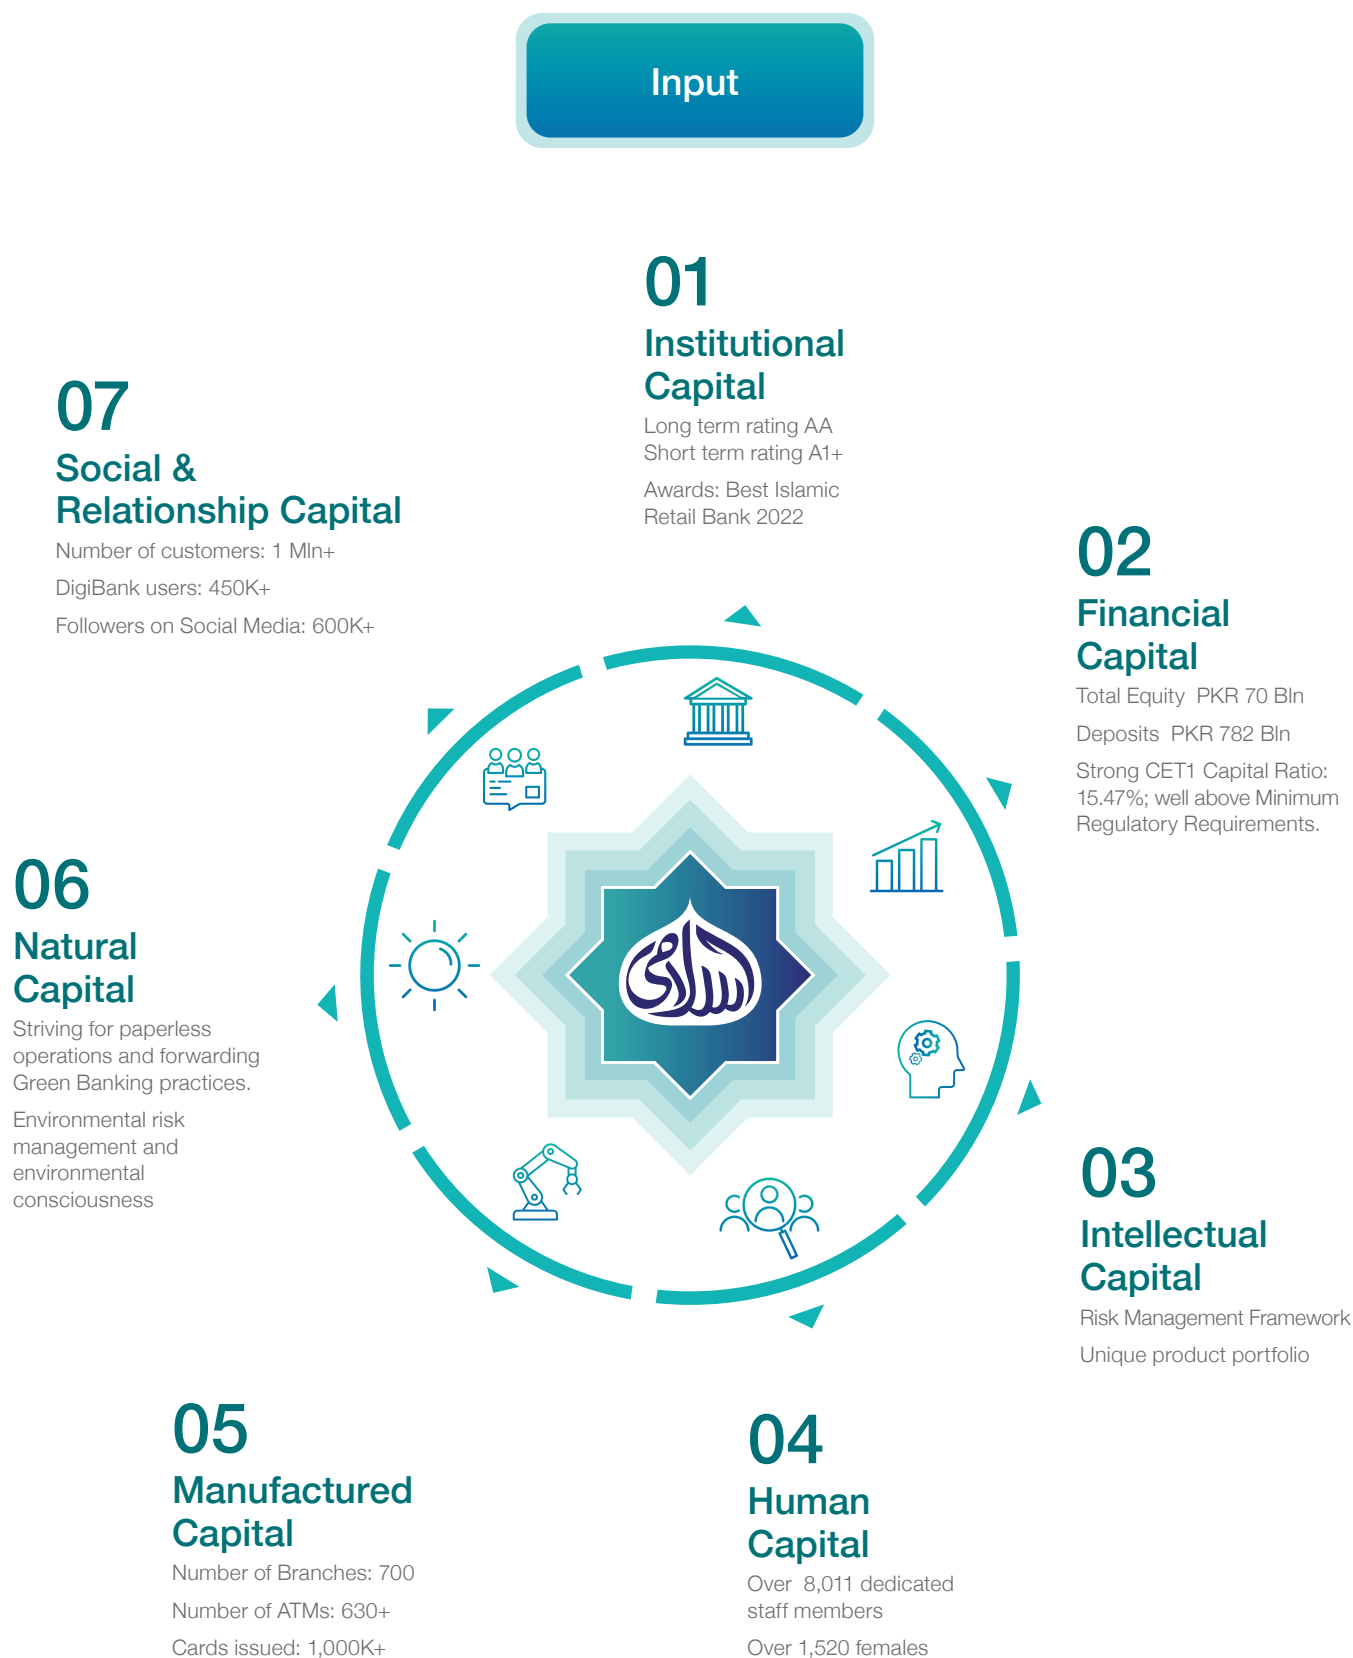 Input
01
Institutional
Capital
Long term rating AA
Short term rating A1+
Awards: Best Islamic
Retail Bank 2022
02
Financial
Capital
Total Equity PKR 70 Bln
Deposits PKR 782 Bln
Strong CET1 Capital Ratio:
15.47%; well above Minimum
Regulatory Requirements.
03
Intellectual
Capital
Risk Management Framework
Unique product portfolio
04
Human
Capital
Over 8,011 dedicated
staff members
Over 1,520 females
05
Manufactured
Capital
Number of Branches: 700
Number of ATMs: 630+
Cards issued: 1,000K+
06
Natural
Capital
Striving for paperless
operations and forwarding
Green Banking practices.
Environmental risk
management and
environmental
consciousness
07
Social &
Relationship Capital
Number of customers: 1 Mln+
DigiBank users: 450K+
Followers on Social Media: 600K+
اسلامی